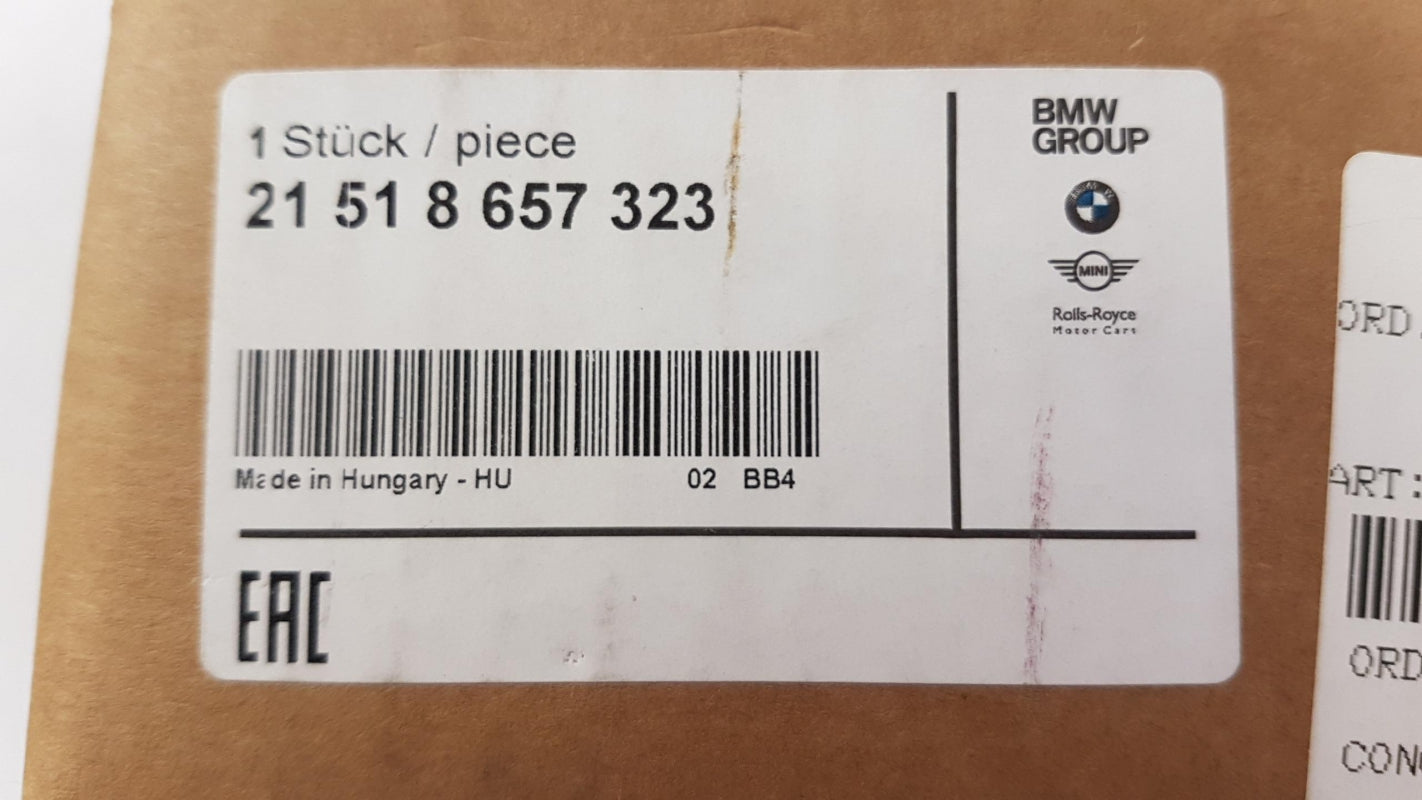 1 Stück / piece
21 51 8 657 323
Made in Hungary - HU 02 BB4
EAC
BMW
GROUP
MINI
Rolls-Royce
Motor Cars
ORD
ART:
ORD